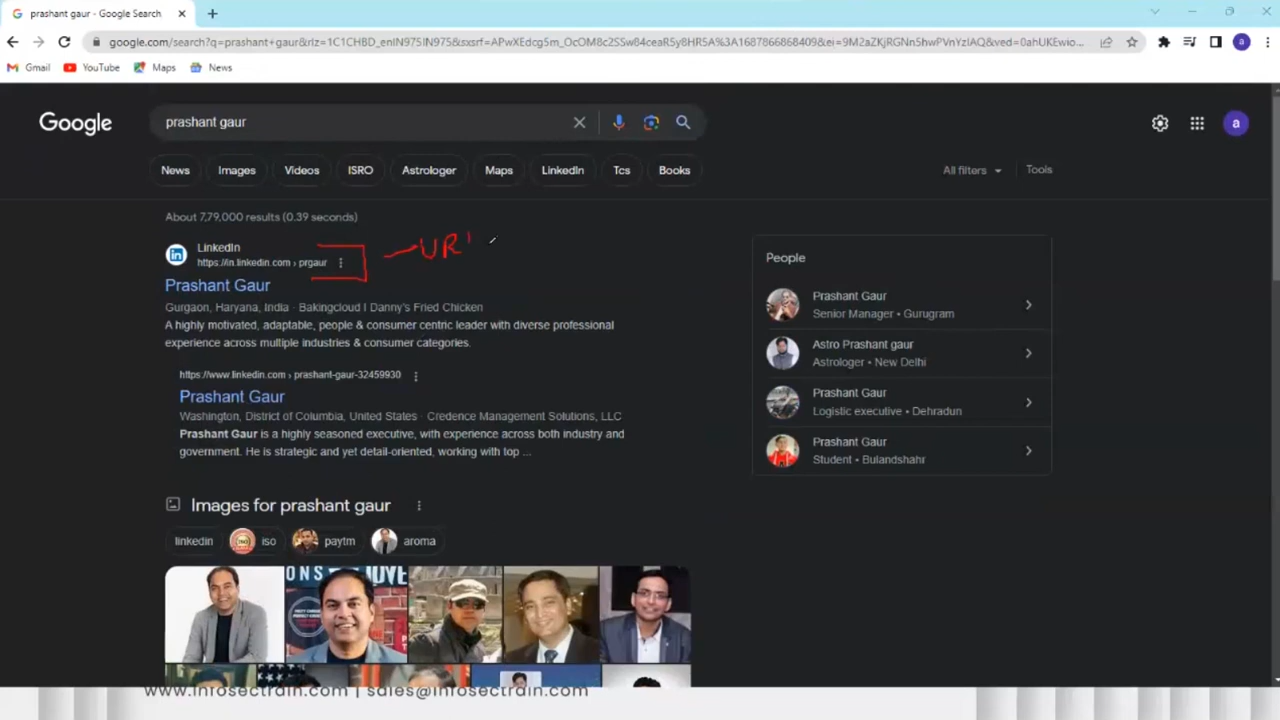 prashant gaur - Google Search
google.com/search?q=prashant+gaur&rlz=1C1CHBD_enIN975IN975&sxsrf=APwXEdcg5m_OcOM8c2SSw84ceaR5y8HR5A%3A1687866868409&ei=9M2aZKjRGNnShwPVnYzIAQ&ved=0ahUKEwio...
a
Gmail
YouTube
Maps
News
Google
prashant gaur
a
News
Images
Videos
ISRO
Astrologer
Maps
LinkedIn
Tcs
Books
All filters
Tools
About 7,79,000 results (0.39 seconds)
LinkedIn
https://in.linkedin.com › prgaur
UR
Prashant Gaur
Gurgaon, Haryana, India · Bakingcloud I Danny's Fried Chicken
A highly motivated, adaptable, people & consumer centric leader with diverse professional
experience across multiple industries & consumer categories.
https://www.linkedin.com › prashant-gaur-32459930
Prashant Gaur
Washington, District of Columbia, United States · Credence Management Solutions, LLC
Prashant Gaur is a highly seasoned executive, with experience across both industry and
government. He is strategic and yet detail-oriented, working with top ...
People
Prashant Gaur
Senior Manager • Gurugram
Astro Prashant gaur
Astrologer • New Delhi
Prashant Gaur
Logistic executive • Dehradun
Prashant Gaur
Student • Bulandshahr
Images for prashant gaur
linkedin
iso
paytm
aroma
www.infosectrain.com | sales@infosectrain.com